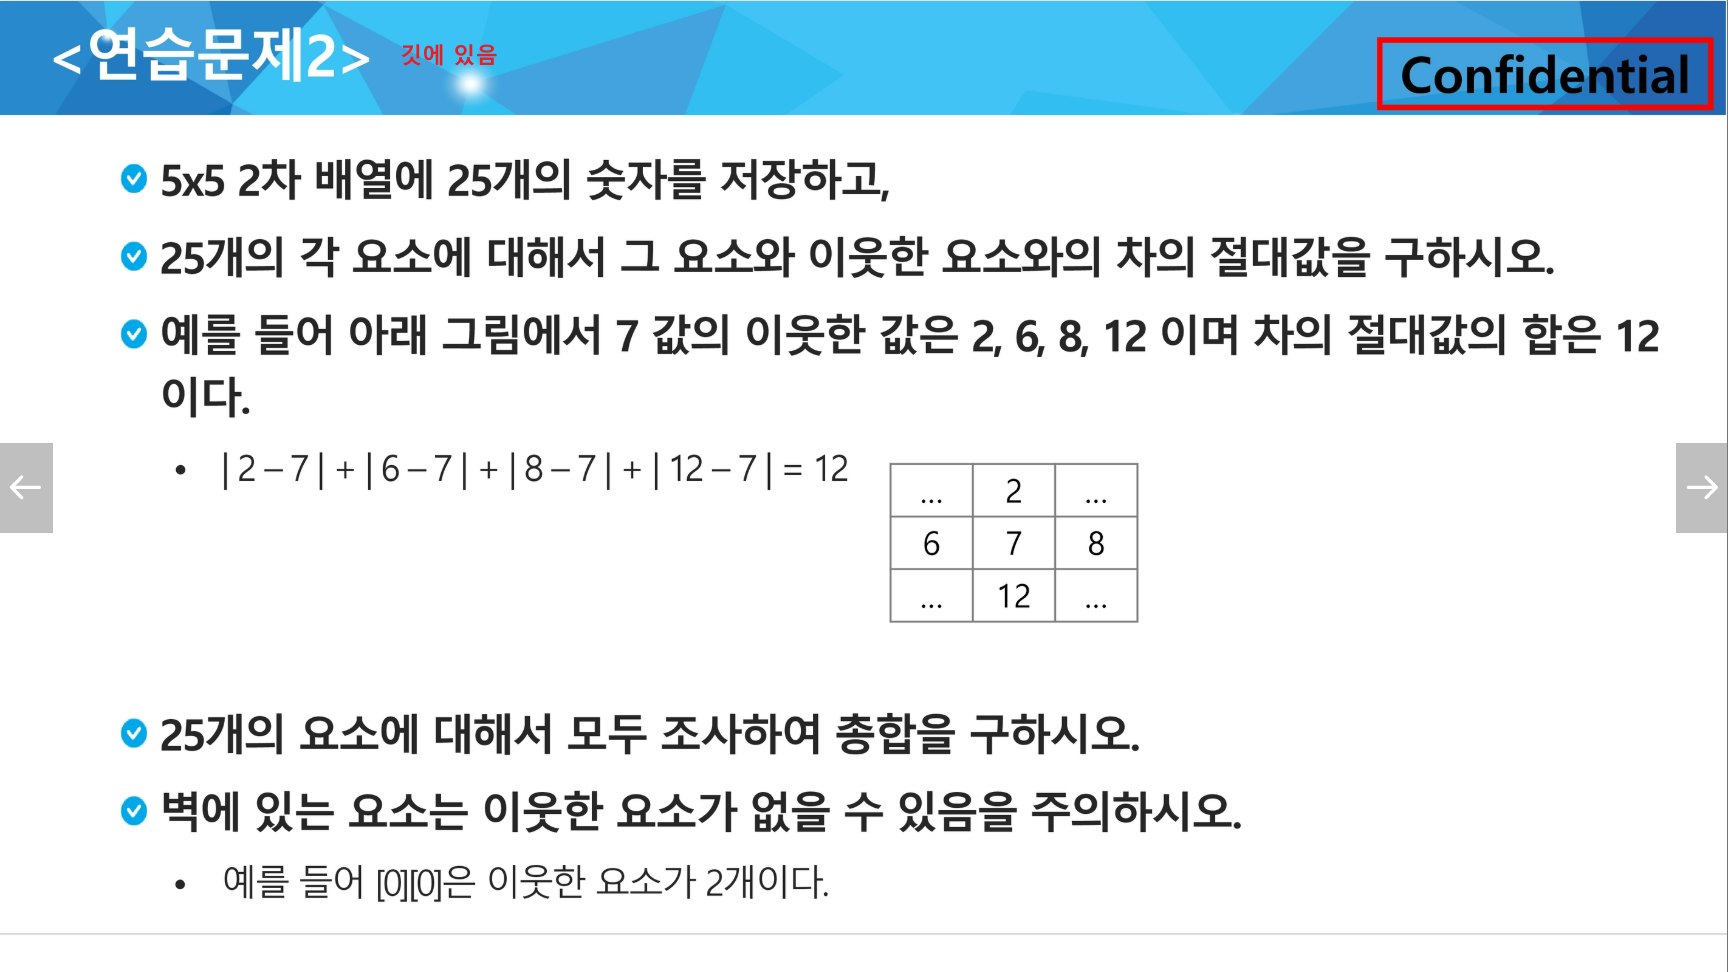 <연습문제2> 깃에 있음
Confidential
5x5 2차 배열에 25개의 숫자를 저장하고,
25개의 각 요소에 대해서 그 요소와 이웃한 요소와의 차의 절대값을 구하시오.
예를 들어 아래 그림에서 7 값의 이웃한 값은 2, 6, 8, 12 이며 차의 절대값의 합은 12
이다.
• | 2 – 7 | + | 6 – 7 | + | 8 – 7 | + | 12 – 7 | = 12
... 2 ...
6 7 8
... 12 ...
25개의 요소에 대해서 모두 조사하여 총합을 구하시오.
벽에 있는 요소는 이웃한 요소가 없을 수 있음을 주의하시오.
• 예를 들어 [0][0]은 이웃한 요소가 2개이다.